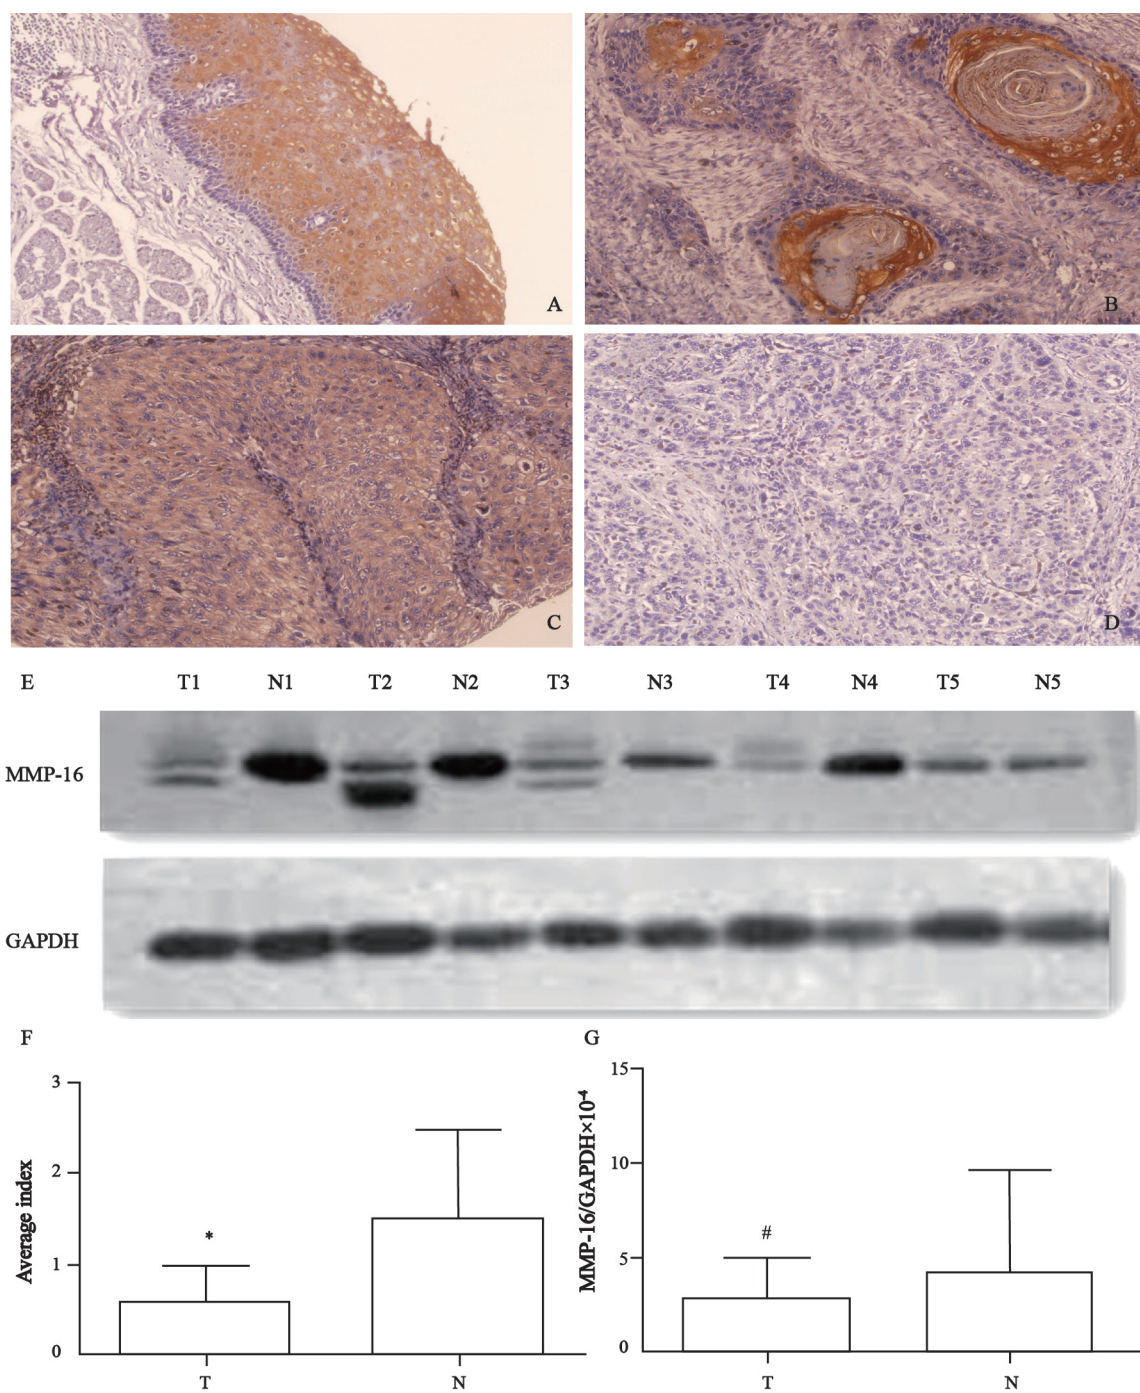 A
B
C
D
E T1 N1 T2 N2 T3 N3 T4 N4 T5 N5
MMP-16
GAPDH
F
3
2
1
0
Average index
*
T N
G
15
10
5
0
MMP-16/GAPDH×10⁻⁴
#
T N